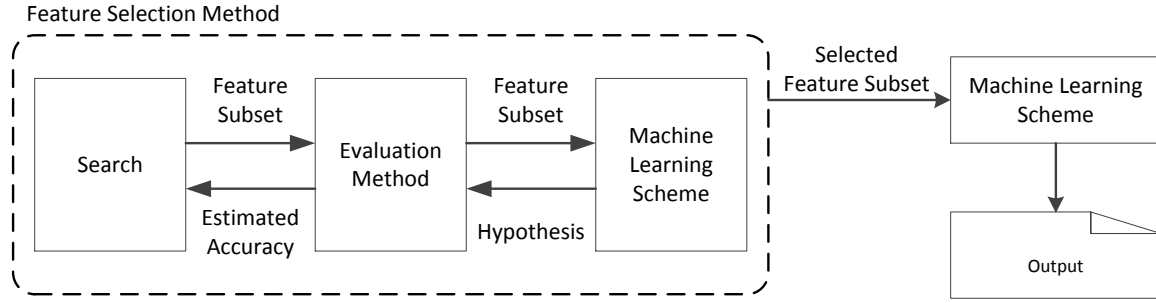 Feature Selection Method
Search
Feature
Subset
Estimated
Accuracy
Evaluation
Method
Feature
Subset
Hypothesis
Machine
Learning
Scheme
Selected
Feature Subset
Machine Learning
Scheme
Output